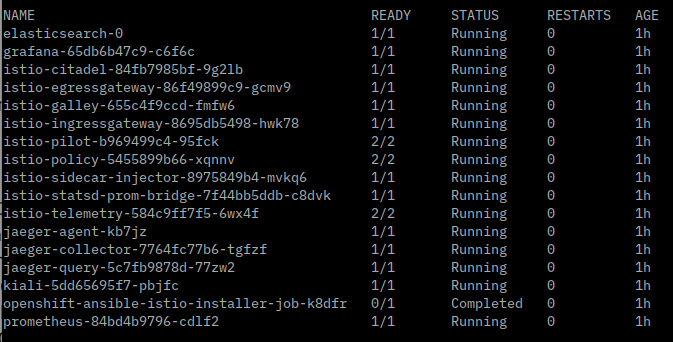 NAME READY STATUS RESTARTS AGE
elasticsearch-0 1/1 Running 0 1h
grafana-65db6b47c9-c6f6c 1/1 Running 0 1h
istio-citadel-84fb7985bf-9g2lb 1/1 Running 0 1h
istio-egressgateway-86f49899c9-gcmv9 1/1 Running 0 1h
istio-galley-655c4f9ccd-fmfw6 1/1 Running 0 1h
istio-ingressgateway-8695db5498-hwk78 1/1 Running 0 1h
istio-pilot-b969499c4-95fck 2/2 Running 0 1h
istio-policy-5455899b66-xqnnv 2/2 Running 0 1h
istio-sidecar-injector-8975849b4-mvkq6 1/1 Running 0 1h
istio-statsd-prom-bridge-7f44bb5ddb-c8dvk 1/1 Running 0 1h
istio-telemetry-584c9ff7f5-6wx4f 2/2 Running 0 1h
jaeger-agent-kb7jz 1/1 Running 0 1h
jaeger-collector-7764fc77b6-tgfzf 1/1 Running 0 1h
jaeger-query-5c7fb9878d-77zw2 1/1 Running 0 1h
kiali-5dd65695f7-pbjfc 1/1 Running 0 1h
openshift-ansible-istio-installer-job-k8dfr 0/1 Completed 0 1h
prometheus-84bd4b9796-cdlf2 1/1 Running 0 1h